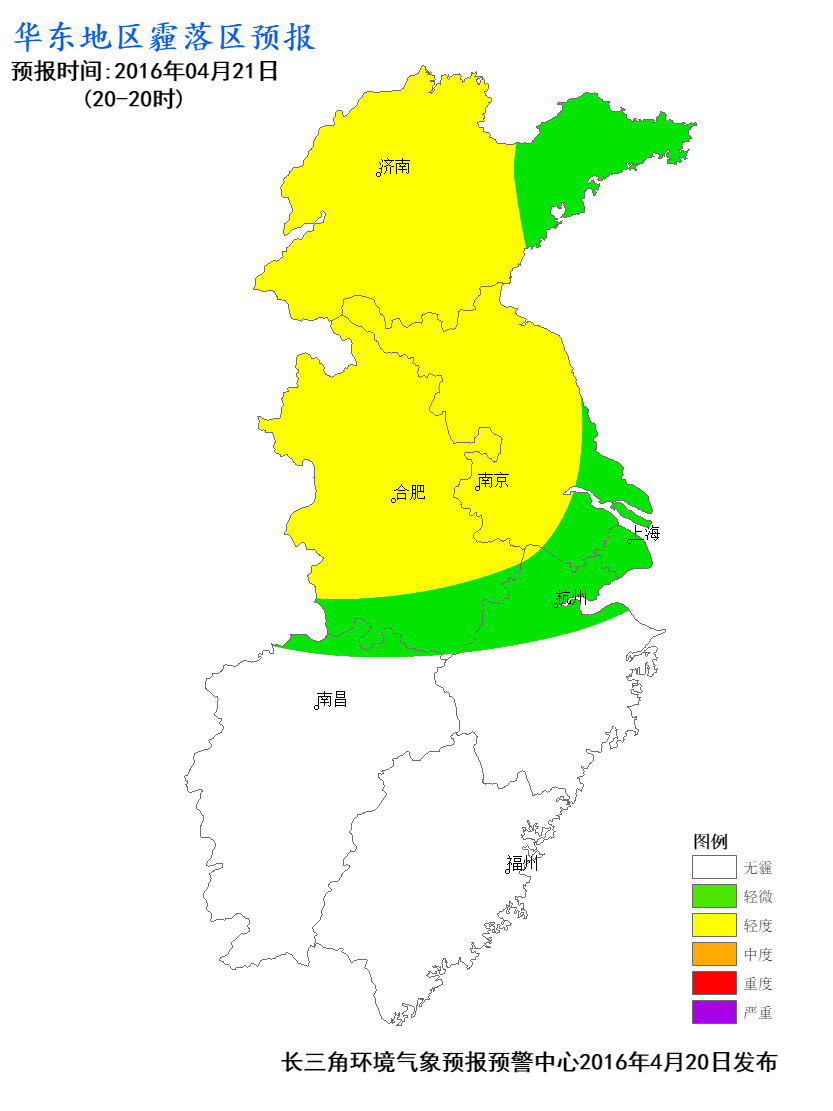 华东地区霾落区预报
预报时间:2016年04月21日
(20-20时)
济南
南京
合肥
上海
杭州
南昌
福州
图例
无霾
轻微
轻度
中度
重度
严重
长三角环境气象预报预警中心2016年4月20日发布